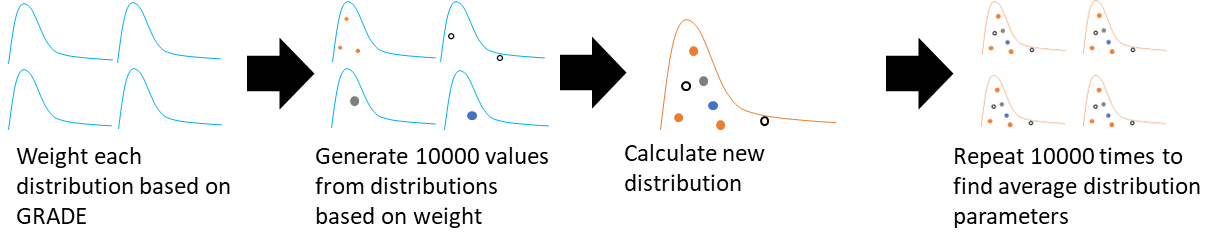 Weight each
distribution based on
GRADE
Generate 10000 values
from distributions
based on weight
Calculate new
distribution
Repeat 10000 times to
find average distribution
parameters